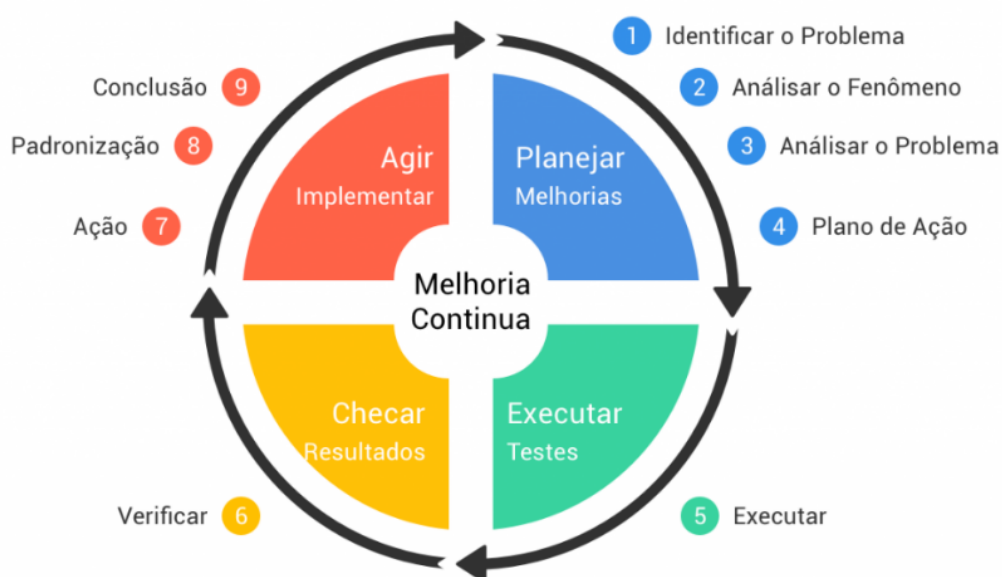 1 Identificar o Problema
2 Análisar o Fenômeno
3 Análisar o Problema
4 Plano de Ação
5 Executar
6 Verificar
7 Ação
8 Padronização
9 Conclusão
Agir
Implementar
Planejar
Melhorias
Melhoria
Continua
Checar
Resultados
Executar
Testes